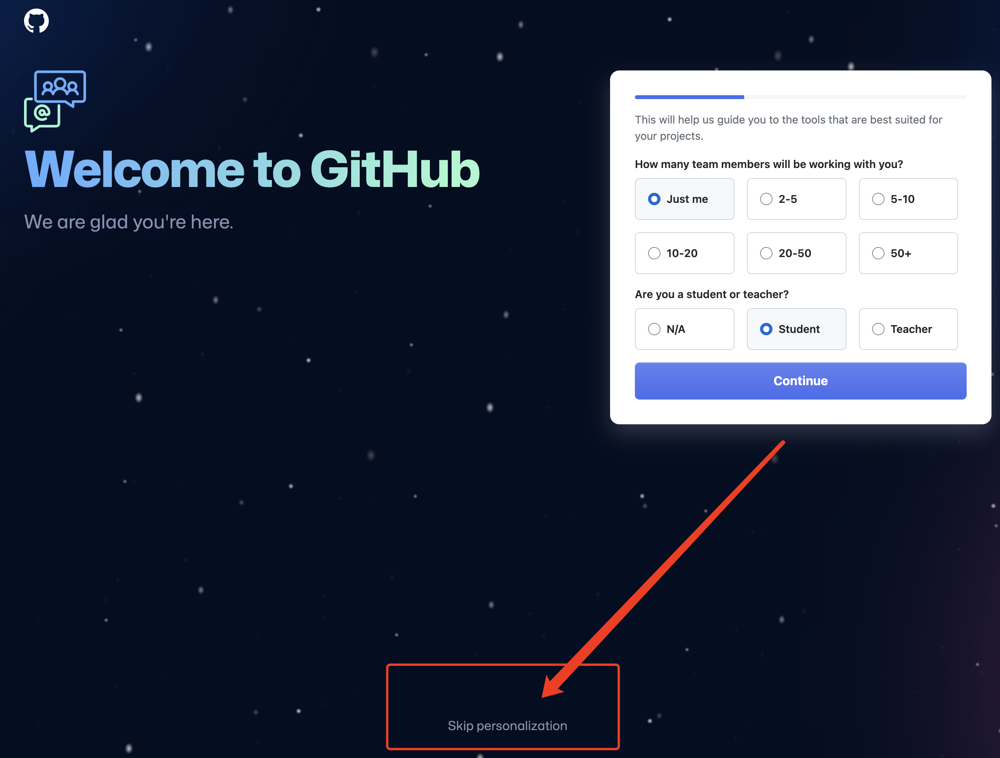 Welcome to GitHub
We are glad you're here.
This will help us guide you to the tools that are best suited for
your projects.
How many team members will be working with you?
Just me
2-5
5-10
10-20
20-50
50+
Are you a student or teacher?
N/A
Student
Teacher
Continue
Skip personalization